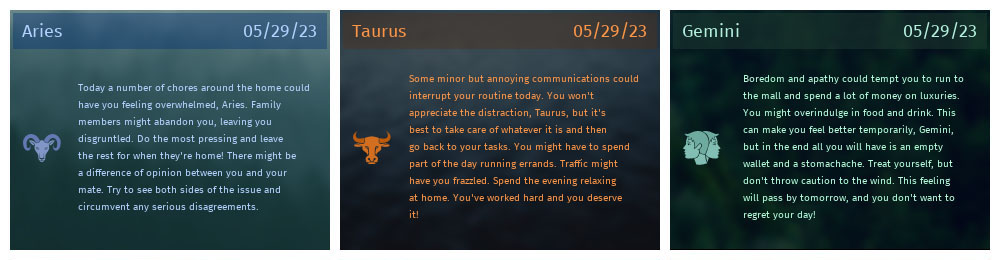 Aries 05/29/23
Today a number of chores around the home could
have you feeling overwhelmed, Aries. Family
members might abandon you, leaving you
disgruntled. Do the most pressing and leave
the rest for when they're home! There might be
a difference of opinion between you and your
mate. Try to see both sides of the issue and
circumvent any serious disagreements.
Taurus 05/29/23
Some minor but annoying communications could
interrupt your routine today. You won't
appreciate the distraction, Taurus, but it's
best to take care of whatever it is and then
go back to your tasks. You might have to spend
part of the day running errands. Traffic might
have you frazzled. Spend the evening relaxing
at home. You've worked hard and you deserve
it!
Gemini 05/29/23
Boredom and apathy could tempt you to run to
the mall and spend a lot of money on luxuries.
You might overindulge in food and drink. This
can make you feel better temporarily, Gemini,
but in the end all you will have is an empty
wallet and a stomachache. Treat yourself, but
don't throw caution to the wind. This feeling
will pass by tomorrow, and you don't want to
regret your day!